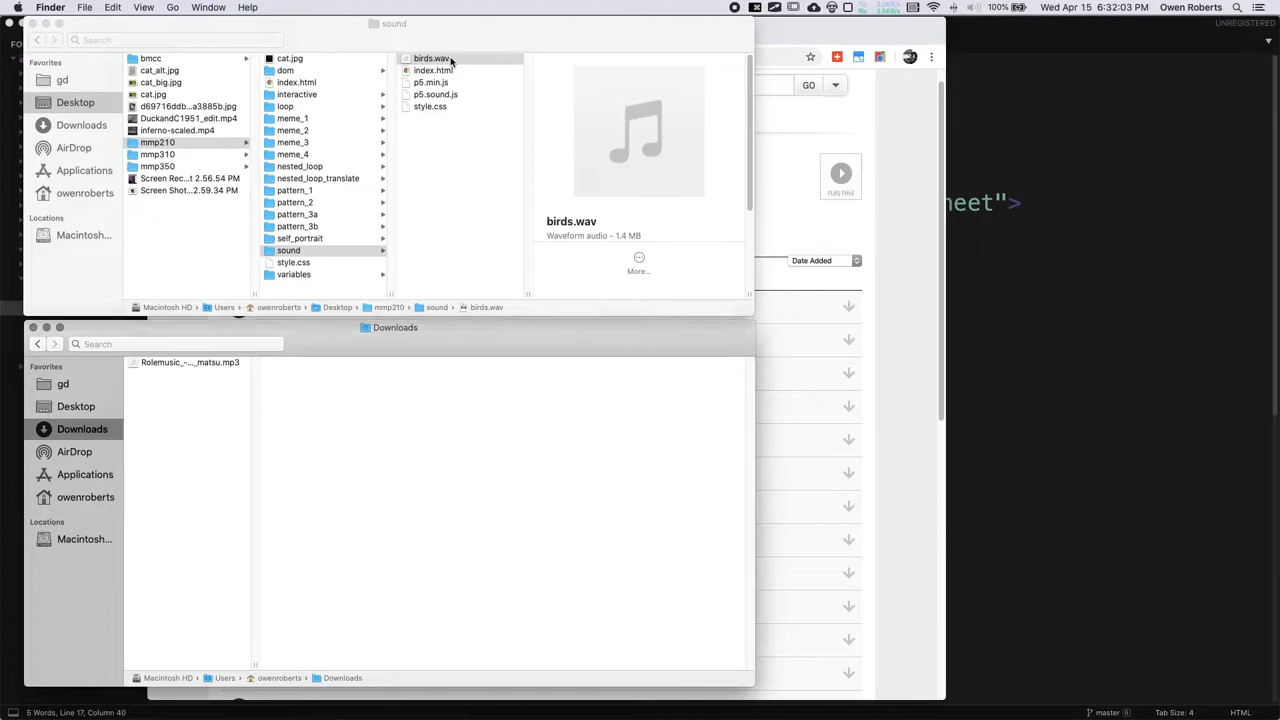 Finder File Edit View Go Window Help
100% Wed Apr 15 6:32:03 PM Owen Roberts
UNREGISTERED
sound
Search
Favorites
gd
Desktop
Downloads
AirDrop
Applications
owenroberts
Locations
Macintosh...
bmcc
cat_alt.jpg
cat_big.jpg
cat.jpg
d69716ddb...a3885b.jpg
DuckandC1951_edit.mp4
inferno-scaled.mp4
mmp210
mmp310
mmp350
Screen Rec...t 2.56.54 PM
Screen Shot...2.59.34 PM
cat.jpg
dom
index.html
interactive
loop
meme_1
meme_2
meme_3
meme_4
nested_loop
nested_loop_translate
pattern_1
pattern_2
pattern_3a
pattern_3b
self_portrait
sound
style.css
variables
birds.wav
index.html
p5.min.js
p5.sound.js
style.css
birds.wav
Waveform audio - 1.4 MB
More...
Macintosh HD › Users › owenroberts › Desktop › mmp210 › sound › birds.wav
GO
PLAY PAGE
heet">
Date Added
Downloads
Search
Favorites
gd
Desktop
Downloads
AirDrop
Applications
owenroberts
Locations
Macintosh...
Rolemusic_-_..._matsu.mp3
Macintosh HD › Users › owenroberts › Downloads
5 Words, Line 17, Column 40
master 6 Tab Size: 4 HTML